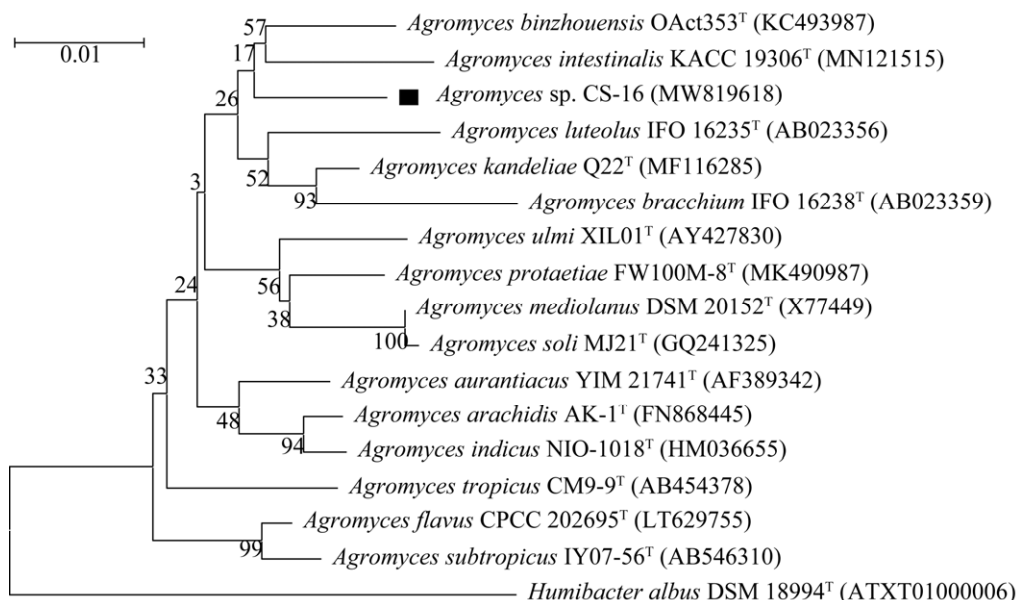 57
Agromyces binzhouensis OAct353ᵀ (KC493987)
0.01
17
Agromyces intestinalis KACC 19306ᵀ (MN121515)
26
Agromyces sp. CS-16 (MW819618)
Agromyces luteolus IFO 16235ᵀ (AB023356)
52
Agromyces kandeliae Q22ᵀ (MF116285)
3
93
Agromyces bracchium IFO 16238ᵀ (AB023359)
Agromyces ulmi XIL01ᵀ (AY427830)
24
56
Agromyces protaetiae FW100M-8ᵀ (MK490987)
38
Agromyces mediolanus DSM 20152ᵀ (X77449)
100
Agromyces soli MJ21ᵀ (GQ241325)
33
Agromyces aurantiacus YIM 21741ᵀ (AF389342)
48
Agromyces arachidis AK-1ᵀ (FN868445)
94
Agromyces indicus NIO-1018ᵀ (HM036655)
Agromyces tropicus CM9-9ᵀ (AB454378)
Agromyces flavus CPCC 202695ᵀ (LT629755)
99
Agromyces subtropicus IY07-56ᵀ (AB546310)
Humibacter albus DSM 18994ᵀ (ATXT01000006)